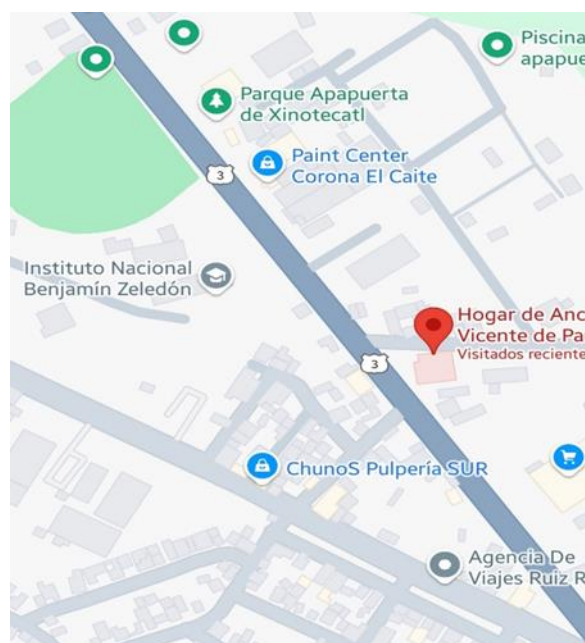 Piscina
apapue
Parque Apapuerta
de Xinotecatl
Paint Center
Corona El Caite
3
Instituto Nacional
Benjamín Zeledón
Hogar de Anc
Vicente de Pa
Visitados reciente
3
ChunoS Pulpería SUR
Agencia De
Viajes Ruiz R